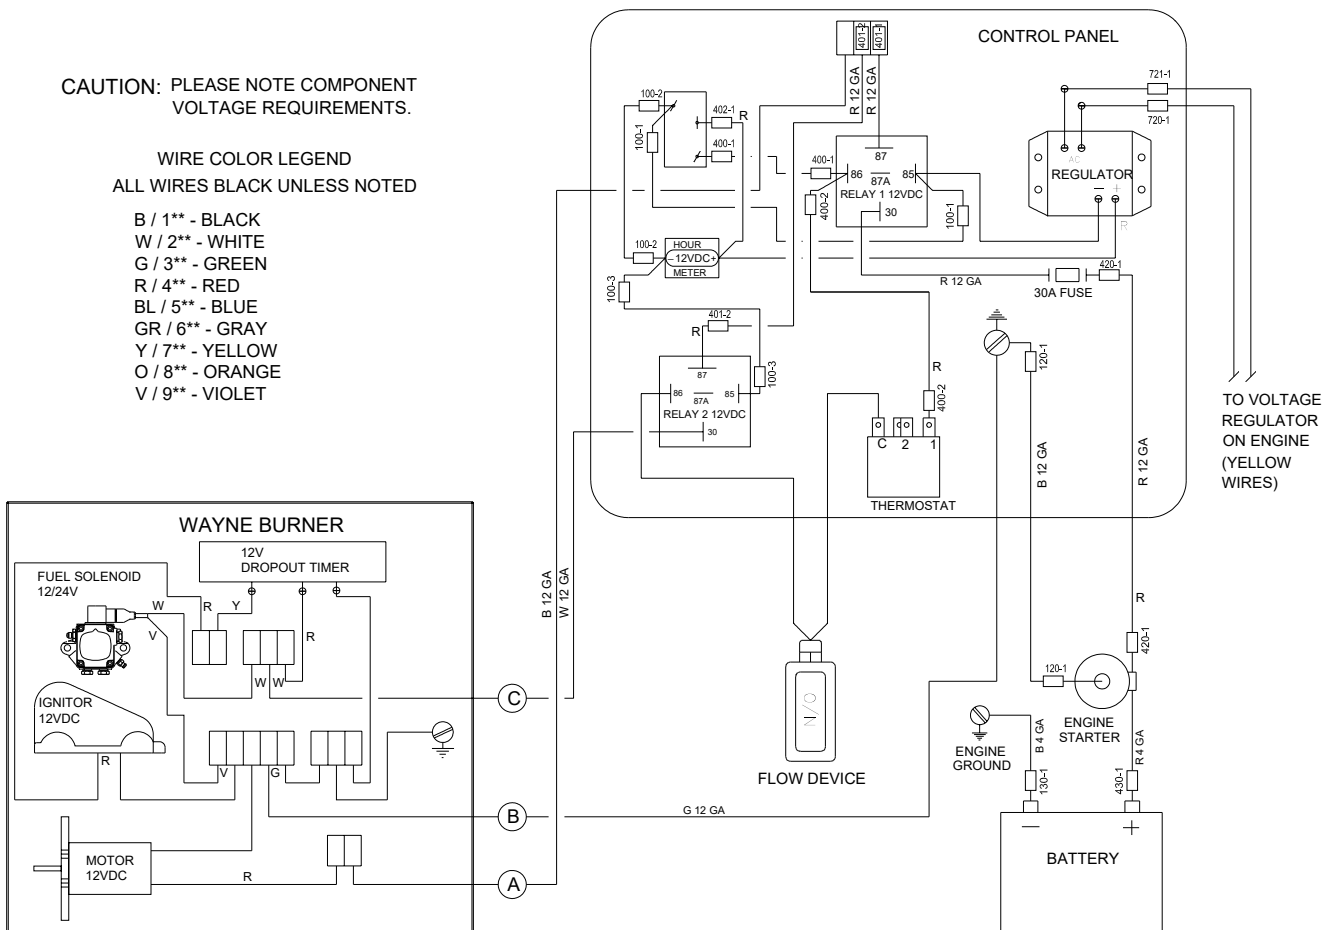 CONTROL PANEL
CAUTION: PLEASE NOTE COMPONENT
VOLTAGE REQUIREMENTS.
WIRE COLOR LEGEND
ALL WIRES BLACK UNLESS NOTED
B / 1** - BLACK
W / 2** - WHITE
G / 3** - GREEN
R / 4** - RED
BL / 5** - BLUE
GR / 6** - GRAY
Y / 7** - YELLOW
O / 8** - ORANGE
V / 9** - VIOLET
401-2
401-1
R 12 GA
R 12 GA
100-2
100-1
402-1
R
400-1
400-1
400-2
87
86
87A
85
RELAY 1 12VDC
30
100-1
721-1
720-1
AC
REGULATOR
− +
R
100-2
HOUR
− 12VDC +
METER
100-3
R 12 GA
30A FUSE
420-1
401-2
R
87
86
87A
85
RELAY 2 12VDC
30
100-3
R
400-2
C 2 1
THERMOSTAT
120-1
B 12 GA
R 12 GA
TO VOLTAGE
REGULATOR
ON ENGINE
(YELLOW
WIRES)
WAYNE BURNER
12V
DROPOUT TIMER
FUEL SOLENOID
12/24V
W
V
R
Y
R
W W
IGNITOR
12VDC
R
V
G
MOTOR
12VDC
R
C
B
A
B 12 GA
W 12 GA
G 12 GA
N/O
FLOW DEVICE
R
420-1
120-1
ENGINE
STARTER
ENGINE
GROUND
B 4 GA
R 4 GA
130-1
430-1
− +
BATTERY